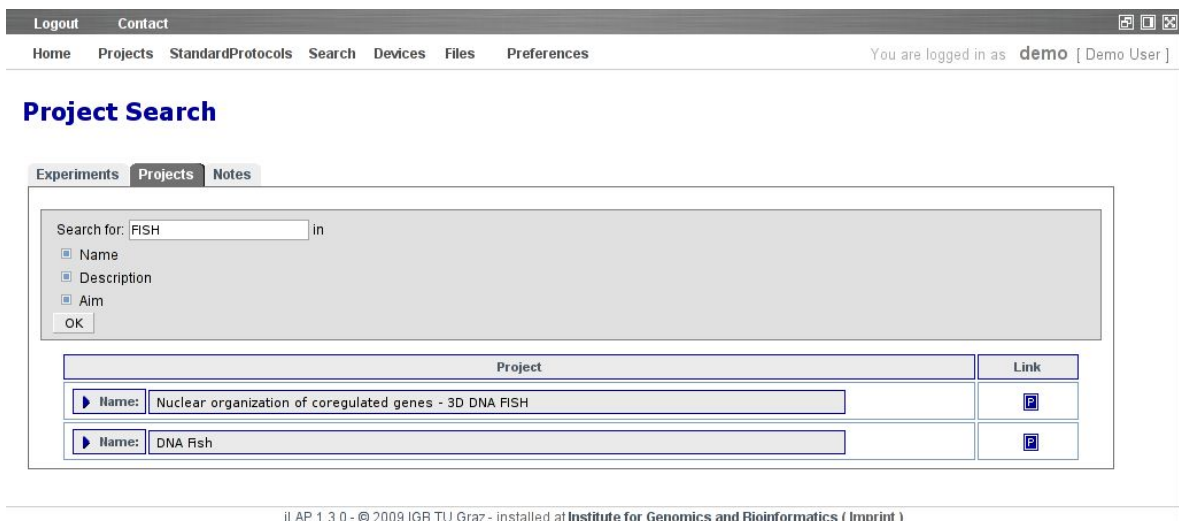 Logout Contact
Home Projects StandardProtocols Search Devices Files Preferences You are logged in as demo [ Demo User ]
Project Search
Experiments Projects Notes
Search for: FISH in
Name
Description
Aim
OK
Project Link
Name: Nuclear organization of coregulated genes - 3D DNA FISH P
Name: DNA Fish P
iLAP 1.3.0 - © 2009 IGB TU Graz - installed at Institute for Genomics and Bioinformatics ( Imprint )